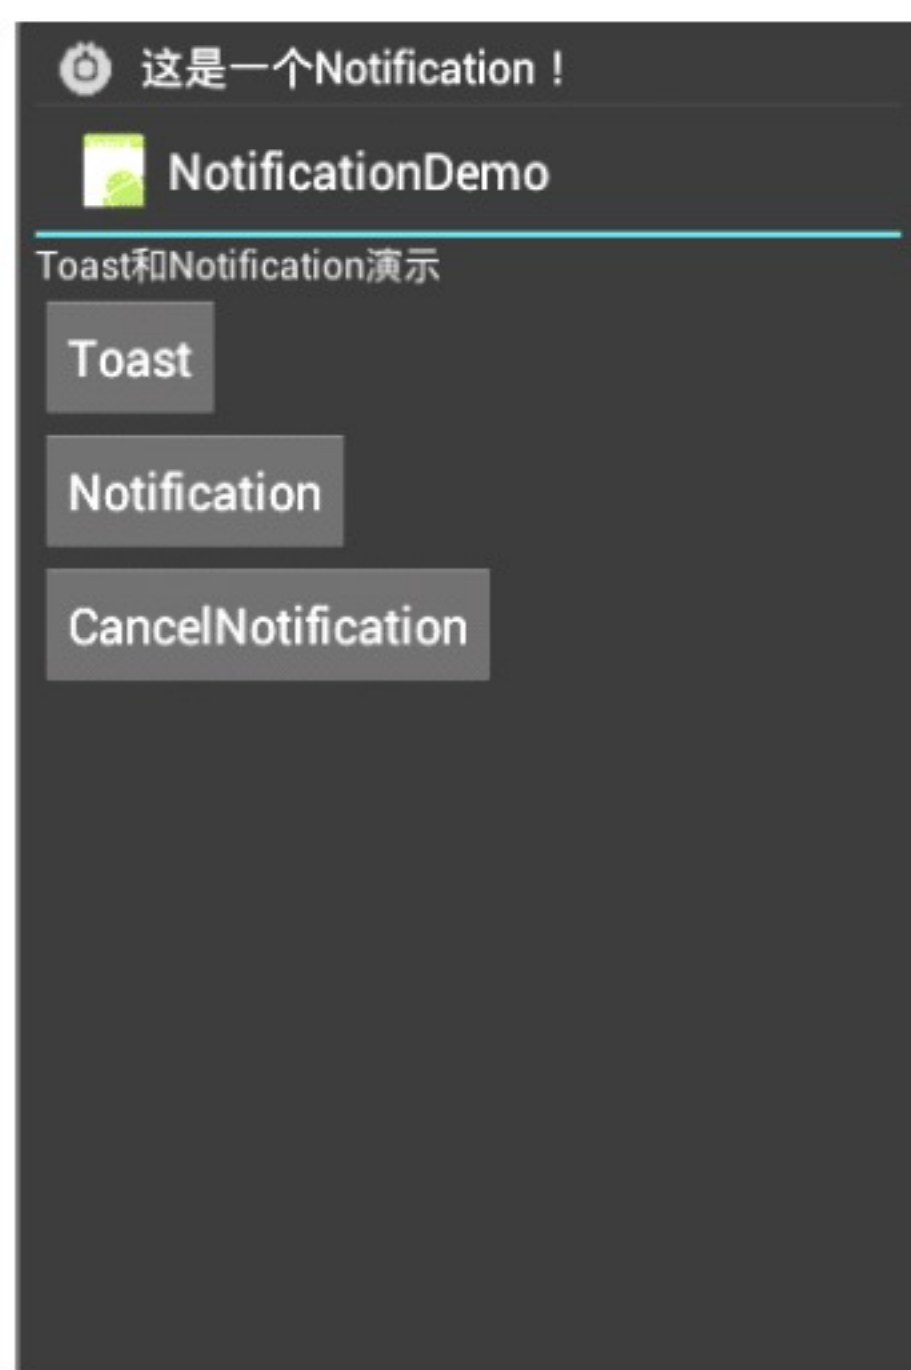 这是一个Notification！
NotificationDemo
Toast和Notification演示
Toast
Notification
CancelNotification